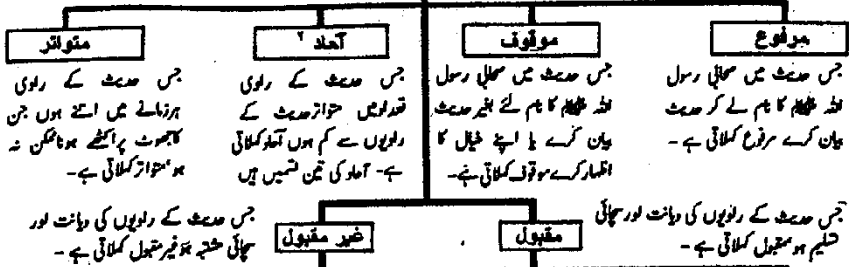 مرفوع
جس حدیث میں صحابی رسول
اللہ ﷺ کا نام لے کر حدیث
بیان کرے مرفوع کہلاتی ہے -
موقوف
جس حدیث میں صحابی رسول
اللہ ﷺ کا نام لئے بغیر حدیث
بیان کرے یا اپنے خیال کا
اظہار کرے موقوف کہلاتی ہے-
آحاد ۲
جس حدیث کے راوی
تعداد میں متواتر حدیث کے
راویوں سے کم ہوں آحاد کہلاتی
ہے- آحاد کی تین قسمیں ہیں
متواتر
جس حدیث کے راوی
ہر زمانے میں اتنے ہوں جن
کا جھوٹ پر اکٹھے ہونا ممکن نہ
ہو متواتر کہلاتی ہے-
مقبول
جس حدیث کے راویوں کی دیانت اور سچائی
تسلیم ہو مقبول کہلاتی ہے -
غیر مقبول
جس حدیث کے راویوں کی دیانت اور
سچائی مشتبہ ہو غیر مقبول کہلاتی ہے -